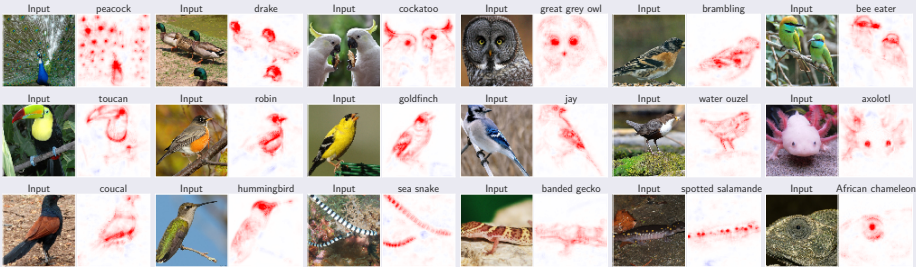 Input peacock Input drake Input cockatoo Input great grey owl Input brambling Input bee eater
Input toucan Input robin Input goldfinch Input jay Input water ouzel Input axolotl
Input coucal Input hummingbird Input sea snake Input banded gecko Input spotted salamande Input African chameleon